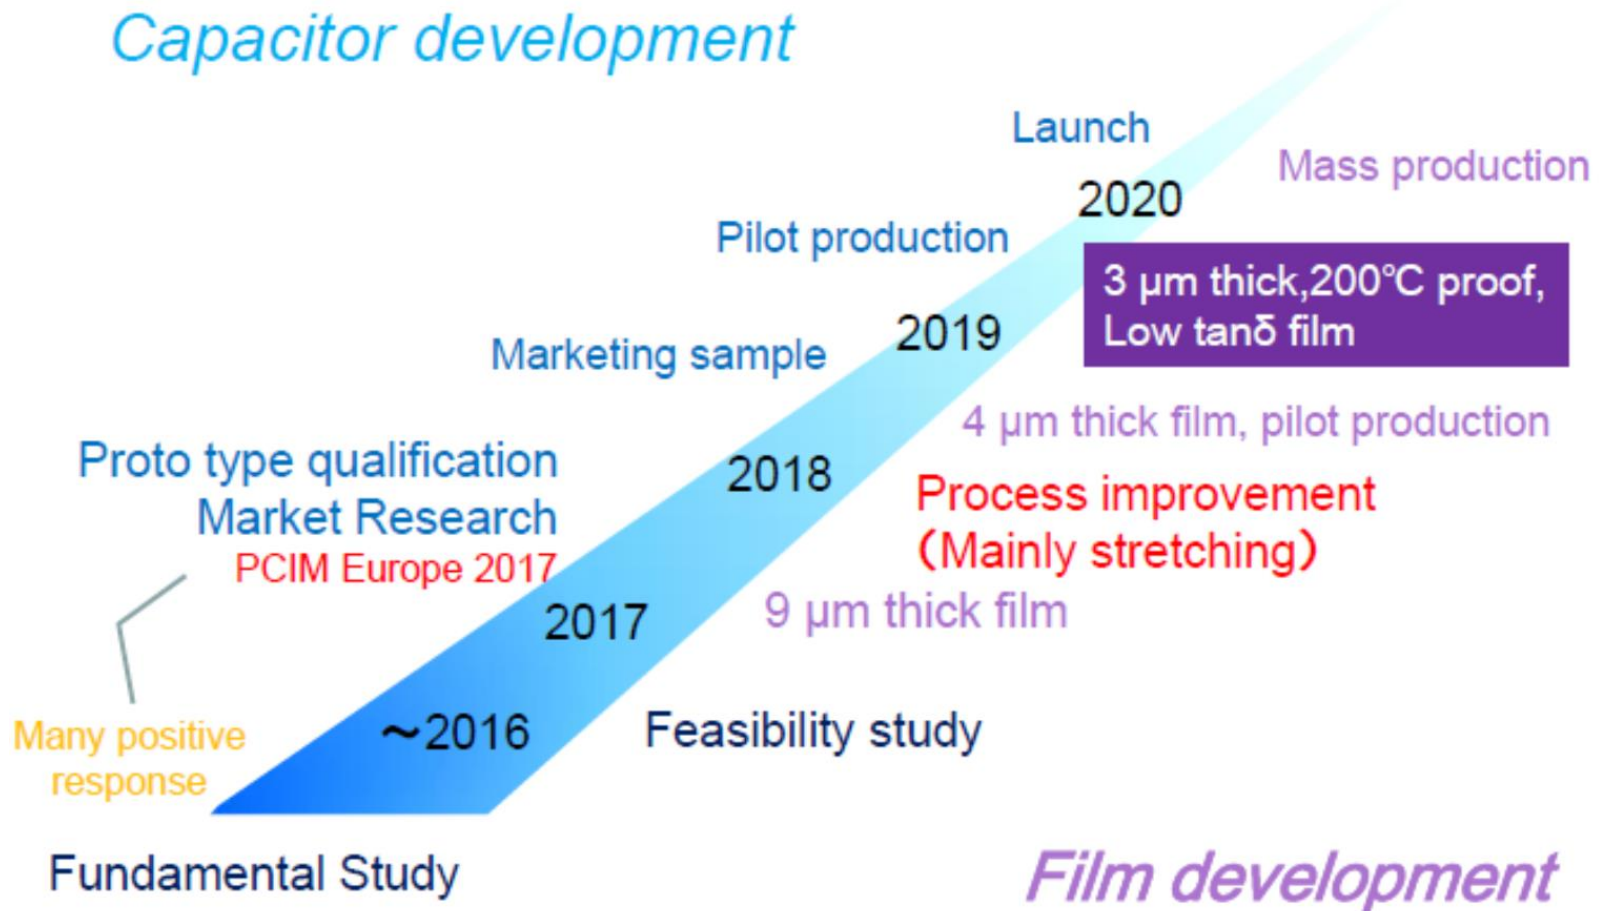 Capacitor development
Launch
Mass production
2020
Pilot production
3 μm thick,200℃ proof,
Low tanδ film
2019
Marketing sample
4 μm thick film, pilot production
Proto type qualification
Market Research
PCIM Europe 2017
2018
Process improvement
(Mainly stretching)
2017
9 μm thick film
Many positive
response
~2016
Feasibility study
Fundamental Study
Film development